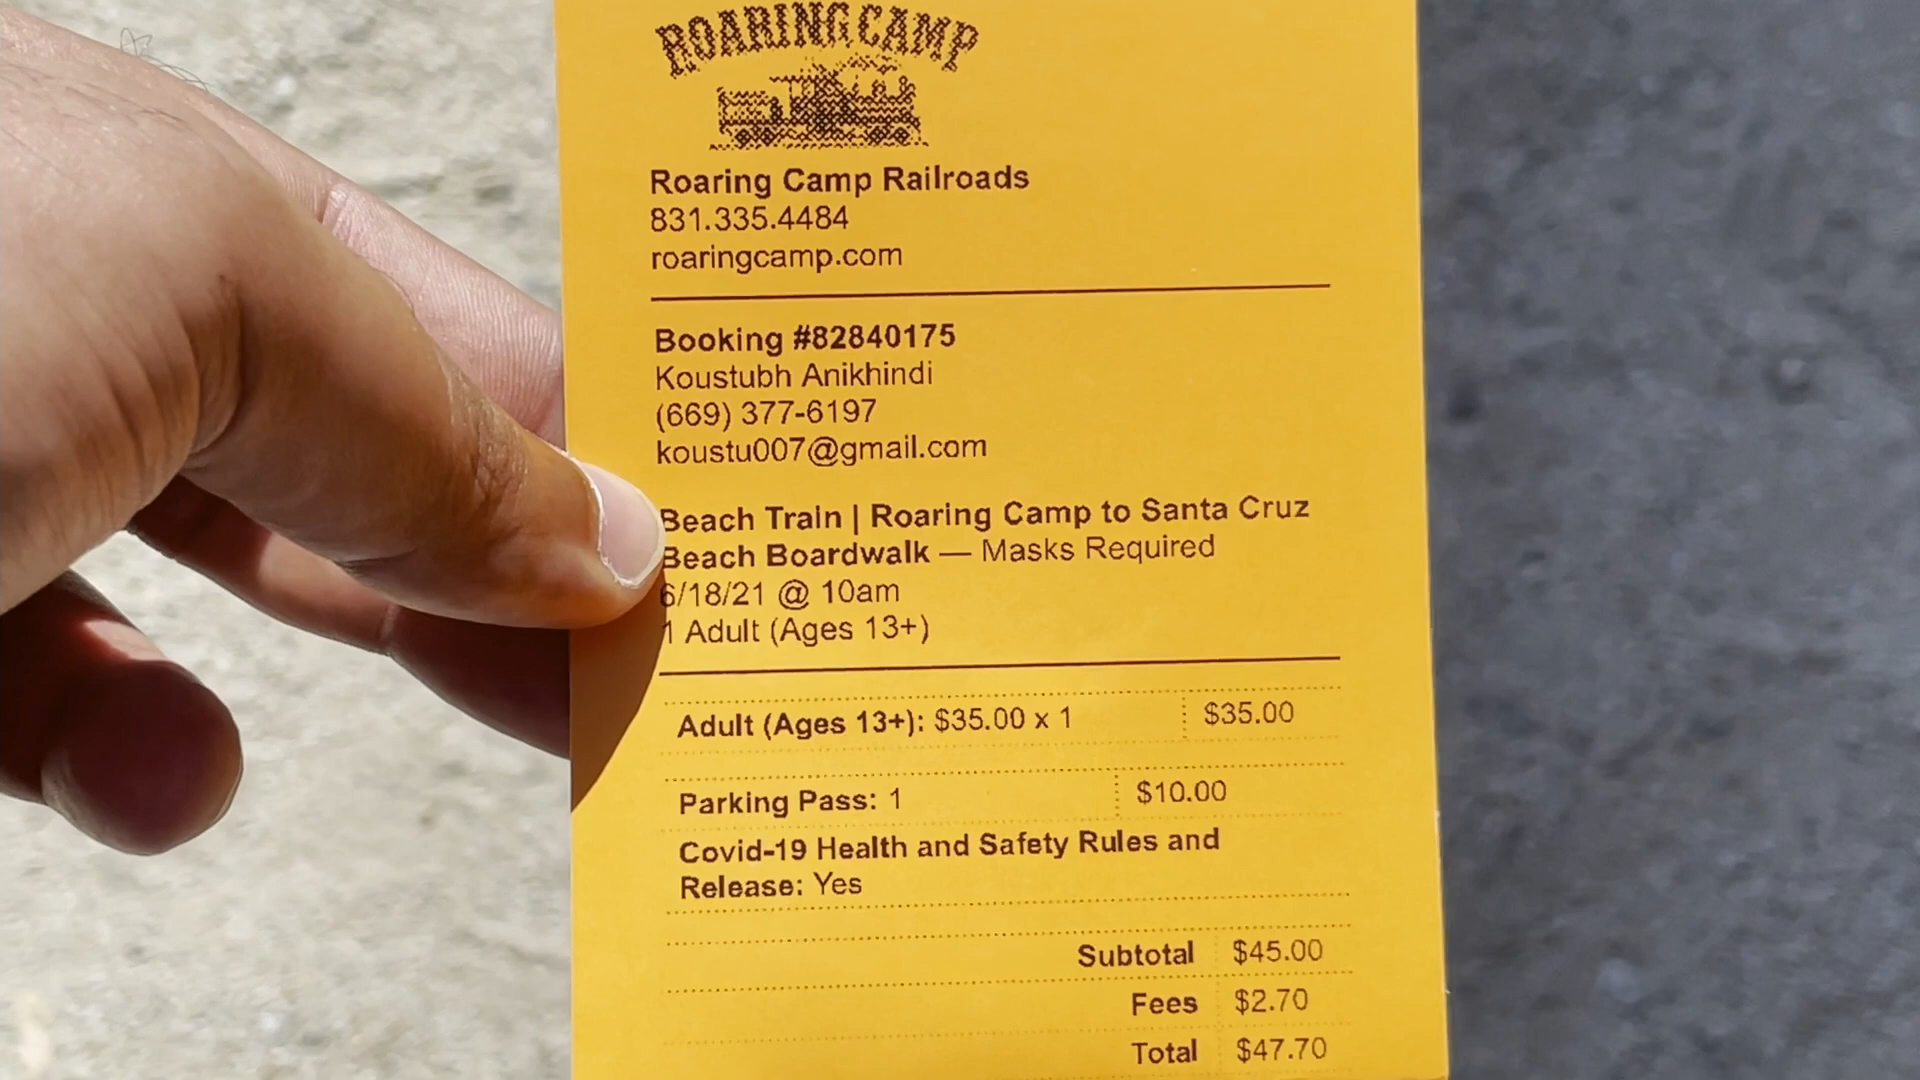 ROARING CAMP
Roaring Camp Railroads
831.335.4484
roaringcamp.com
Booking #82840175
Koustubh Anikhindi
(669) 377-6197
koustu007@gmail.com
Beach Train | Roaring Camp to Santa Cruz
Beach Boardwalk — Masks Required
6/18/21 @ 10am
1 Adult (Ages 13+)
Adult (Ages 13+): $35.00 x 1 $35.00
Parking Pass: 1 $10.00
Covid-19 Health and Safety Rules and
Release: Yes
Subtotal $45.00
Fees $2.70
Total $47.70